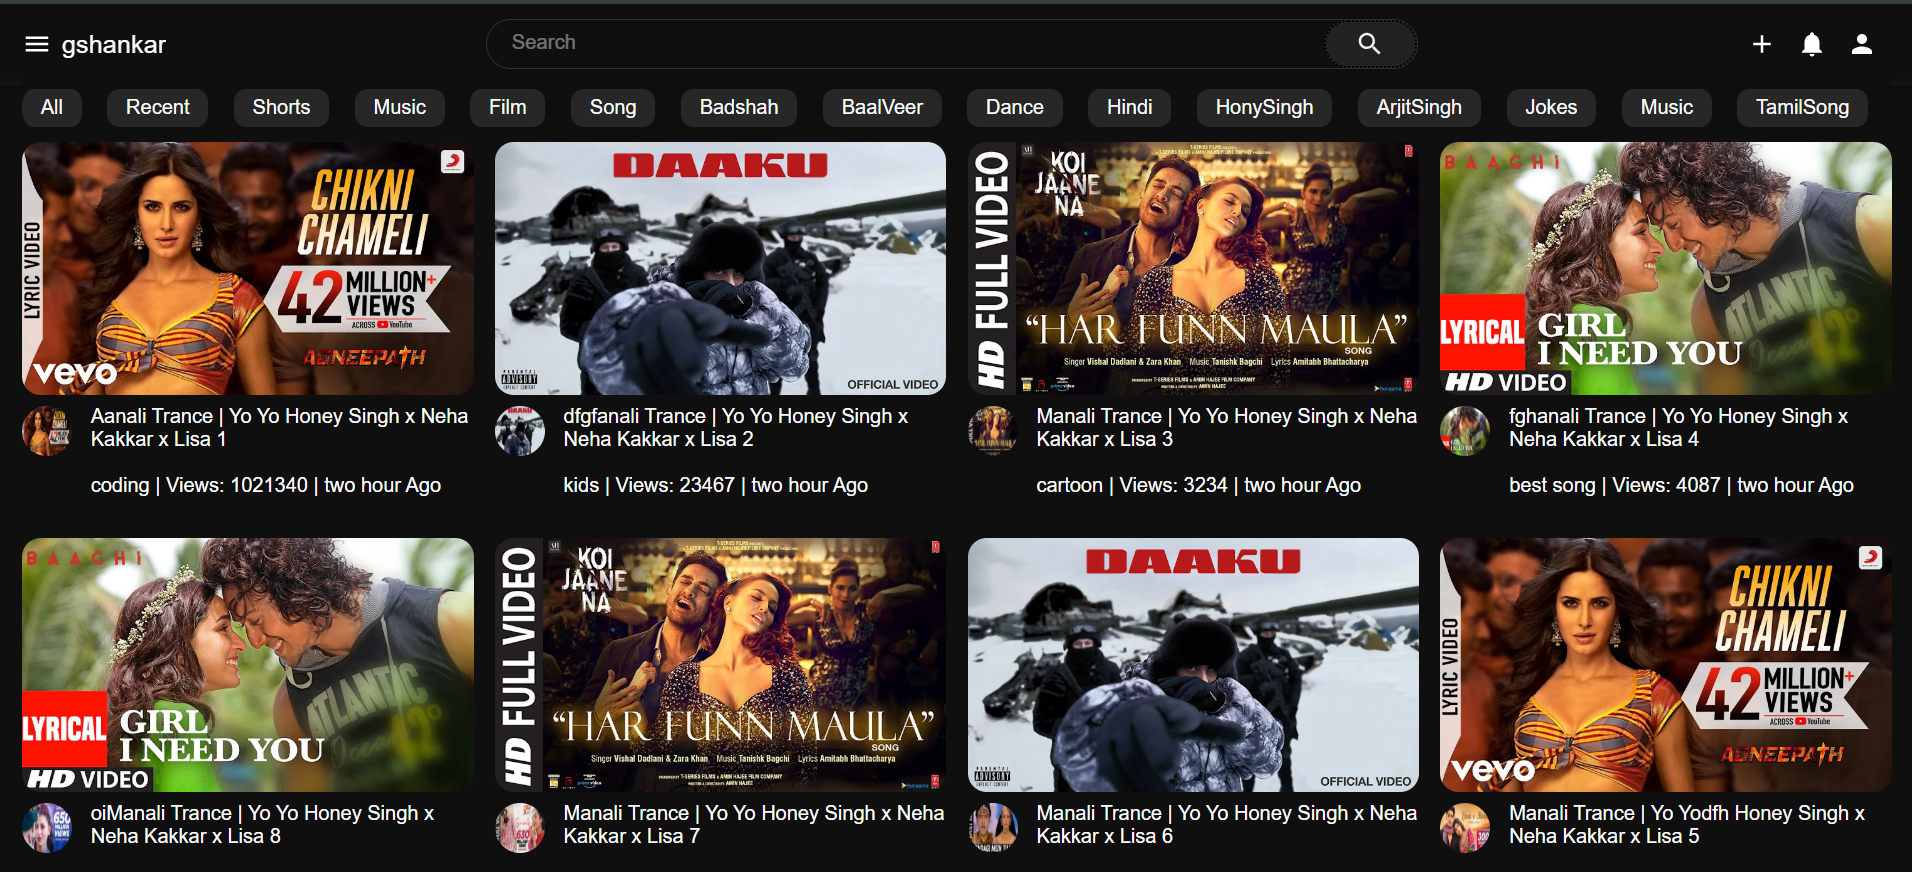 gshankar
Search
All
Recent
Shorts
Music
Film
Song
Badshah
BaalVeer
Dance
Hindi
HonySingh
ArjitSingh
Jokes
Music
TamilSong
LYRIC VIDEO
CHIKNI
CHAMELI
42 MILLION+
VIEWS
ACROSS YouTube
AGNEEPATH
vevo
DAAKU
PARENTAL
ADVISORY
EXPLICIT CONTENT
OFFICIAL VIDEO
HD FULL VIDEO
KOI
JAANE
NA
“HAR FUNN MAULA”
SONG
Singer Vishal Dadlani & Zara Khan Music Tanishk Bagchi Lyrics Amitabh Bhattacharya
BAAGHI
ATLANTIC
LYRICAL
GIRL
I NEED YOU
HD VIDEO
Aanali Trance | Yo Yo Honey Singh x Neha
Kakkar x Lisa 1
coding | Views: 1021340 | two hour Ago
dfgfanali Trance | Yo Yo Honey Singh x
Neha Kakkar x Lisa 2
kids | Views: 23467 | two hour Ago
Manali Trance | Yo Yo Honey Singh x Neha
Kakkar x Lisa 3
cartoon | Views: 3234 | two hour Ago
fghanali Trance | Yo Yo Honey Singh x
Neha Kakkar x Lisa 4
best song | Views: 4087 | two hour Ago
BAAGHI
ATLANTIC
LYRICAL
GIRL
I NEED YOU
HD VIDEO
HD FULL VIDEO
KOI
JAANE
NA
“HAR FUNN MAULA”
SONG
Singer Vishal Dadlani & Zara Khan Music Tanishk Bagchi Lyrics Amitabh Bhattacharya
DAAKU
PARENTAL
ADVISORY
EXPLICIT CONTENT
OFFICIAL VIDEO
LYRIC VIDEO
CHIKNI
CHAMELI
42 MILLION+
VIEWS
ACROSS YouTube
AGNEEPATH
vevo
oiManali Trance | Yo Yo Honey Singh x
Neha Kakkar x Lisa 8
Manali Trance | Yo Yo Honey Singh x Neha
Kakkar x Lisa 7
Manali Trance | Yo Yo Honey Singh x Neha
Kakkar x Lisa 6
Manali Trance | Yo Yodfh Honey Singh x
Neha Kakkar x Lisa 5